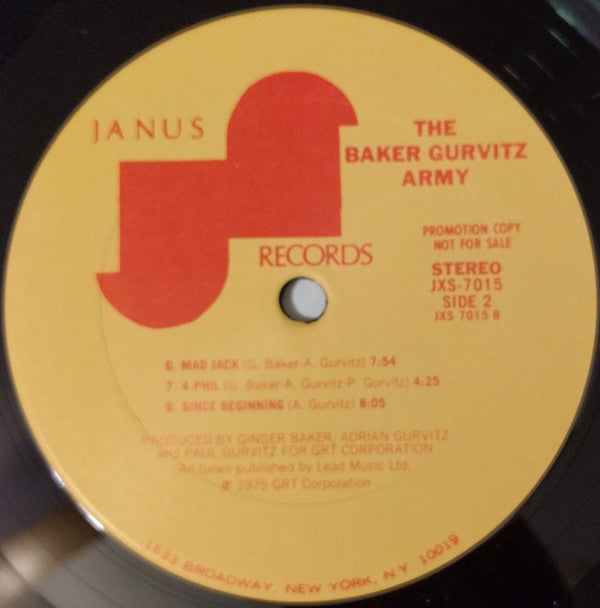 JANUS
RECORDS
THE
BAKER GURVITZ
ARMY
PROMOTION COPY
NOT FOR SALE
STEREO
JXS-7015
SIDE 2
JXS 7015 B
6. MAD JACK (G. Baker-A. Gurvitz) 7:54
7. 4 PHIL (G. Baker-A. Gurvitz-P. Gurvitz) 4:25
8. SINCE BEGINNING (A. Gurvitz) 8:05
PRODUCED BY GINGER BAKER, ADRIAN GURVITZ
and PAUL GURVITZ FOR GRT CORPORATION
All tunes published by Lead Music Ltd.
℗ 1975 GRT Corporation
1633 BROADWAY, NEW YORK, N.Y. 10019